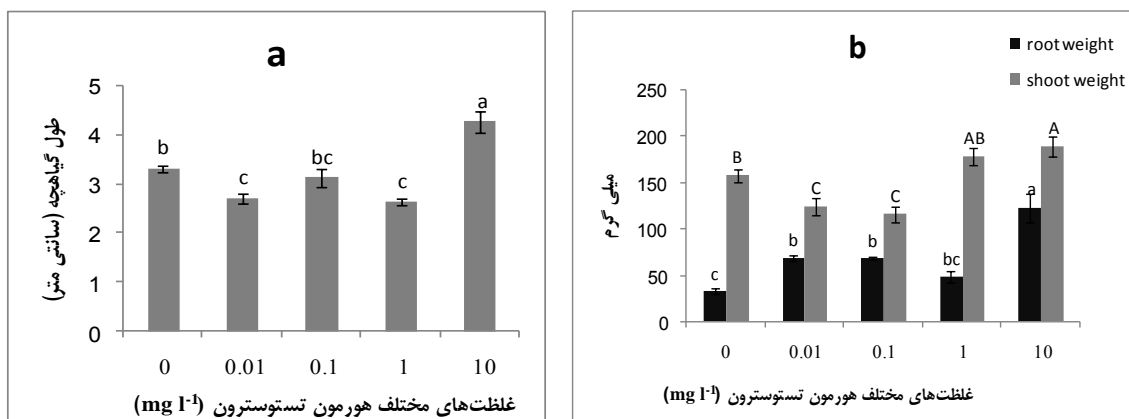 a
طول گیاهچه (سانتی متر)
5
4
3
2
1
0
b
c
bc
c
a
0 0.01 0.1 1 10
غلظت‌های مختلف هورمون تستوسترون (mg l-1)
b
root weight
shoot weight
میلی گرم
250
200
150
100
50
0
c
B
b
C
b
C
bc
AB
a
A
0 0.01 0.1 1 10
غلظت‌های مختلف هورمون تستوسترون (mg l-1)